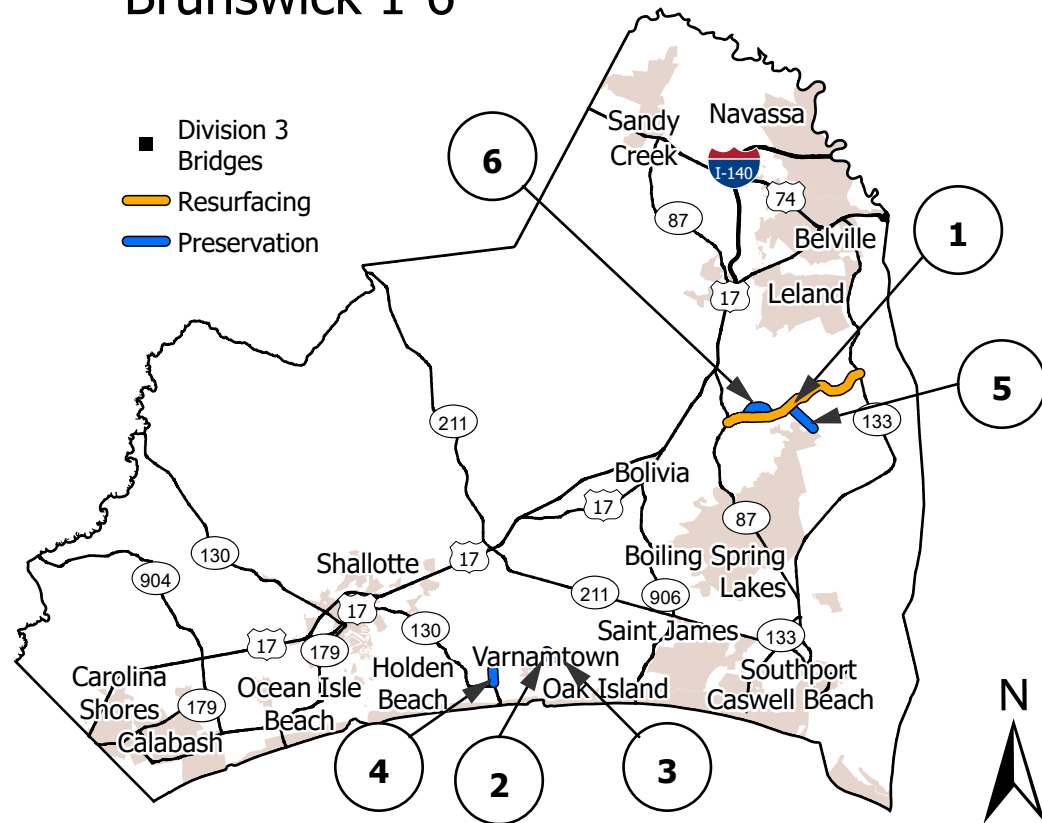 Brunswick 1-6
Division 3
Bridges
Resurfacing
Preservation
Sandy
Creek
Navassa
I-140
74
87
Belville
17
Leland
6
1
5
133
211
Bolivia
17
87
Boiling Spring
Lakes
130
904
Shallotte
17
17
211
906
130
Saint James
133
17
179
Carolina
Shores
179
Calabash
Ocean Isle
Beach
Holden
Beach
Varnamtown
Oak Island
Southport
Caswell Beach
4
2
3
N